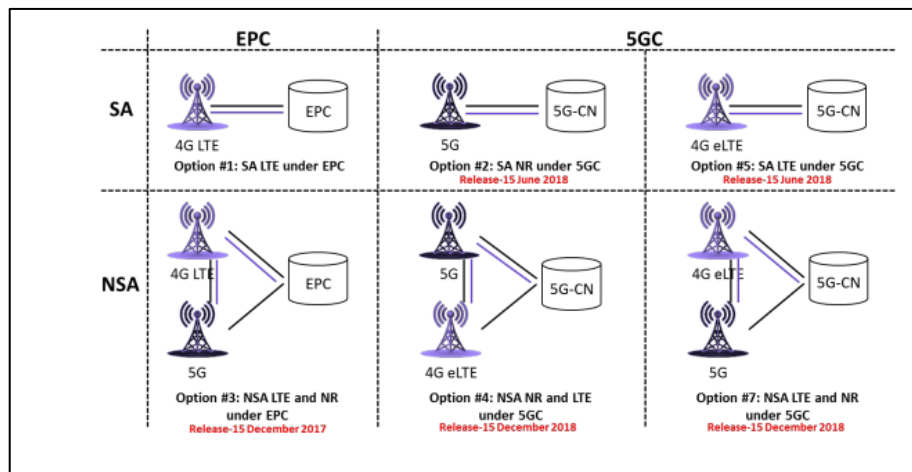 EPC
5GC
SA
EPC
4G LTE
Option #1: SA LTE under EPC
5G-CN
5G
Option #2: SA NR under 5GC
Release-15 June 2018
5G-CN
4G eLTE
Option #5: SA LTE under 5GC
Release-15 June 2018
NSA
4G LTE
EPC
5G
Option #3: NSA LTE and NR
under EPC
Release-15 December 2017
5G
5G-CN
4G eLTE
Option #4: NSA NR and LTE
under 5GC
Release-15 December 2018
4G eLTE
5G-CN
5G
Option #7: NSA LTE and NR
under 5GC
Release-15 December 2018